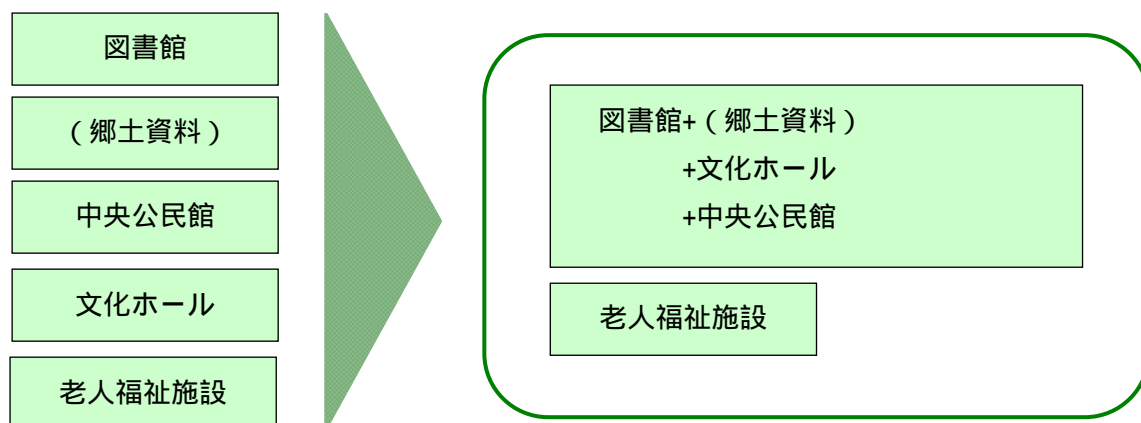 図書館
（郷土資料）
中央公民館
文化ホール
老人福祉施設
図書館+（郷土資料）
+文化ホール
+中央公民館
老人福祉施設